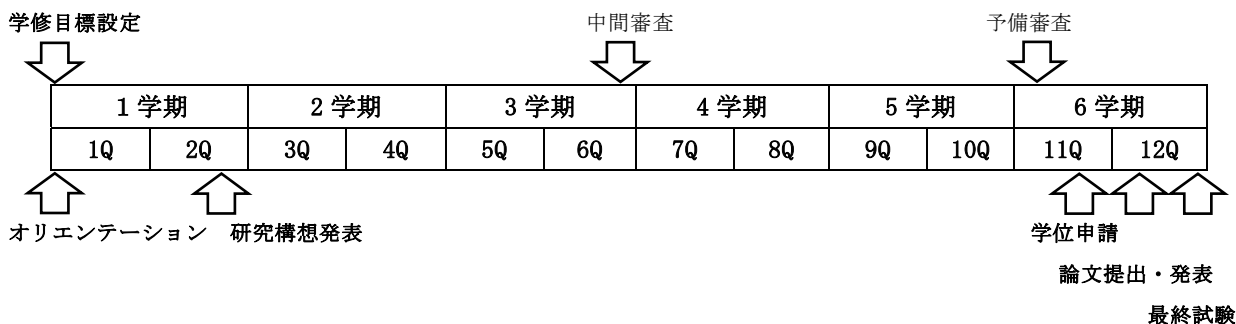 学修目標設定 中間審査 予備審査
1学期 2学期 3学期 4学期 5学期 6学期
1Q 2Q 3Q 4Q 5Q 6Q 7Q 8Q 9Q 10Q 11Q 12Q
オリエンテーション 研究構想発表 学位申請
論文提出・発表
最終試験